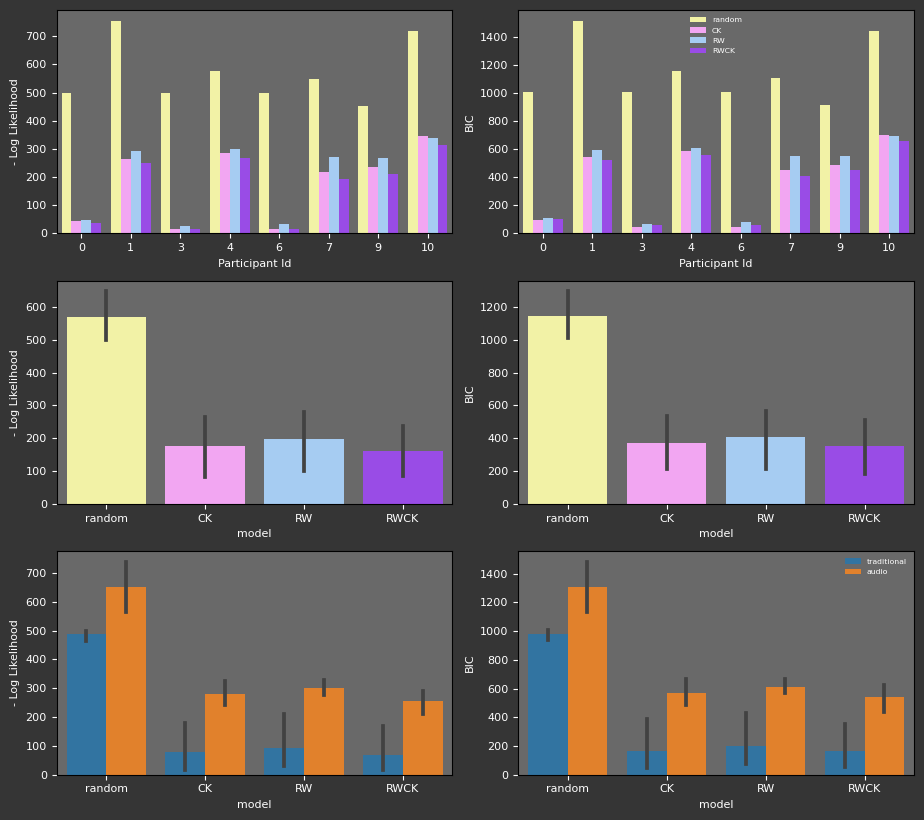 700
600
500
400
300
200
100
0
- Log Likelihood
0 1 3 4 6 7 9 10
Participant Id
1400
1200
1000
800
600
400
200
0
BIC
random
CK
RW
RWCK
0 1 3 4 6 7 9 10
Participant Id
600
500
400
300
200
100
0
- Log Likelihood
random CK RW RWCK
model
1200
1000
800
600
400
200
0
BIC
random CK RW RWCK
model
700
600
500
400
300
200
100
0
- Log Likelihood
random CK RW RWCK
model
1400
1200
1000
800
600
400
200
0
BIC
traditional
audio
random CK RW RWCK
model